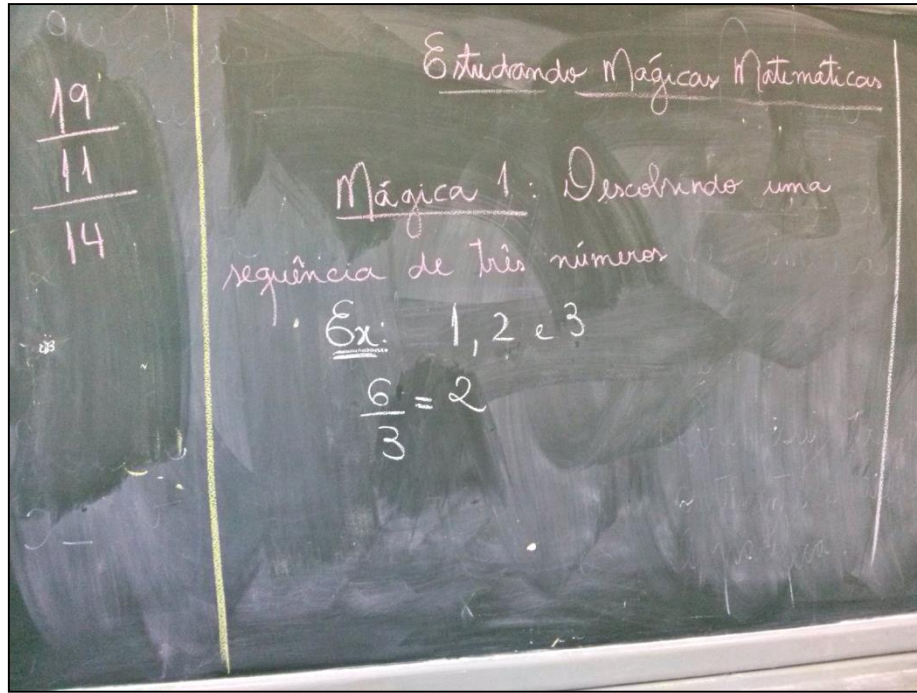 19
11
14
Estudando Mágicas Matemáticas
Mágica 1: Descobrindo uma
sequência de três números
Ex: 1, 2 e 3
6/3 = 2